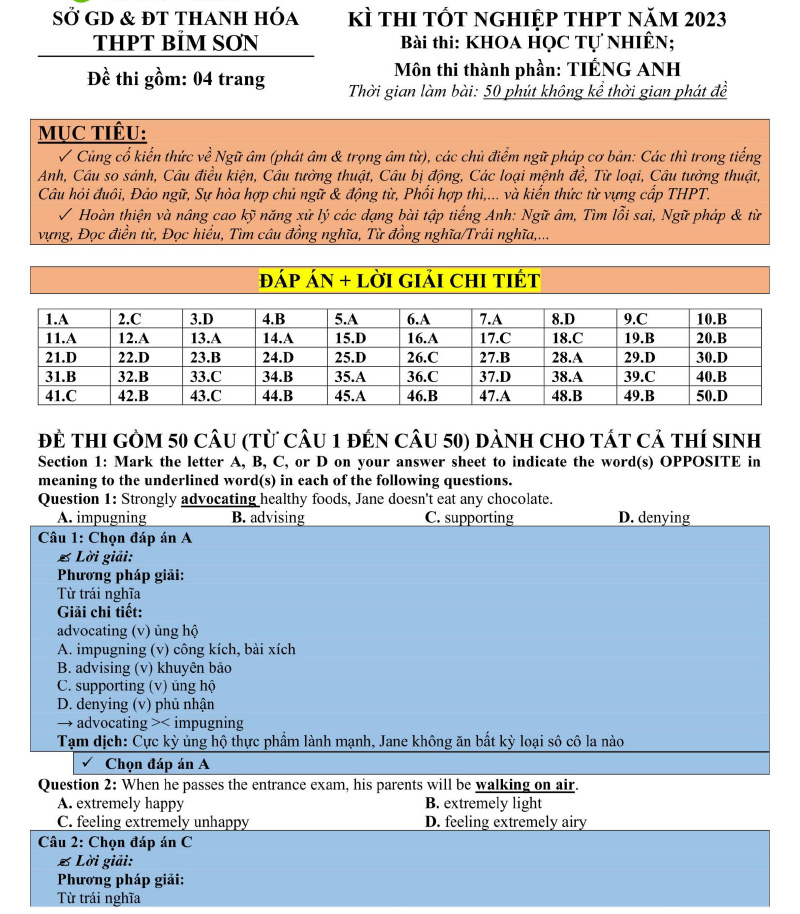 SỞ GD & ĐT THANH HÓA
THPT BỈM SƠN
Đề thi gồm: 04 trang
KÌ THI TỐT NGHIỆP THPT NĂM 2023
Bài thi: KHOA HỌC TỰ NHIÊN;
Môn thi thành phần: TIẾNG ANH
Thời gian làm bài: 50 phút không kể thời gian phát đề
MỤC TIÊU:
✓ Củng cố kiến thức về Ngữ âm (phát âm & trọng âm từ), các chủ điểm ngữ pháp cơ bản: Các thì trong tiếng
Anh, Câu so sánh, Câu điều kiện, Câu tường thuật, Câu bị động, Các loại mệnh đề, Từ loại, Câu tường thuật,
Câu hỏi đuôi, Đảo ngữ, Sự hòa hợp chủ ngữ & động từ, Phối hợp thì,... và kiến thức từ vựng cấp THPT.
✓ Hoàn thiện và nâng cao kỹ năng xử lý các dạng bài tập tiếng Anh: Ngữ âm, Tìm lỗi sai, Ngữ pháp & từ
vựng, Đọc điền từ, Đọc hiểu, Tìm câu đồng nghĩa, Từ đồng nghĩa/Trái nghĩa,...
ĐÁP ÁN + LỜI GIẢI CHI TIẾT
1.A 2.C 3.D 4.B 5.A 6.A 7.A 8.D 9.C 10.B
11.A 12.A 13.A 14.A 15.D 16.A 17.C 18.C 19.B 20.B
21.D 22.D 23.B 24.D 25.D 26.C 27.B 28.A 29.D 30.D
31.B 32.B 33.C 34.B 35.A 36.C 37.D 38.A 39.C 40.B
41.C 42.B 43.C 44.B 45.A 46.B 47.A 48.B 49.B 50.D
ĐỀ THI GỒM 50 CÂU (TỪ CÂU 1 ĐẾN CÂU 50) DÀNH CHO TẤT CẢ THÍ SINH
Section 1: Mark the letter A, B, C, or D on your answer sheet to indicate the word(s) OPPOSITE in
meaning to the underlined word(s) in each of the following questions.
Question 1: Strongly advocating healthy foods, Jane doesn't eat any chocolate.
A. impugning B. advising C. supporting D. denying
Câu 1: Chọn đáp án A
✍ Lời giải:
Phương pháp giải:
Từ trái nghĩa
Giải chi tiết:
advocating (v) ủng hộ
A. impugning (v) công kích, bài xích
B. advising (v) khuyên bảo
C. supporting (v) ủng hộ
D. denying (v) phủ nhận
→ advocating >< impugning
Tạm dịch: Cực kỳ ủng hộ thực phẩm lành mạnh, Jane không ăn bất kỳ loại sô cô la nào
✓ Chọn đáp án A
Question 2: When he passes the entrance exam, his parents will be walking on air.
A. extremely happy B. extremely light
C. feeling extremely unhappy D. feeling extremely airy
Câu 2: Chọn đáp án C
✍ Lời giải:
Phương pháp giải:
Từ trái nghĩa